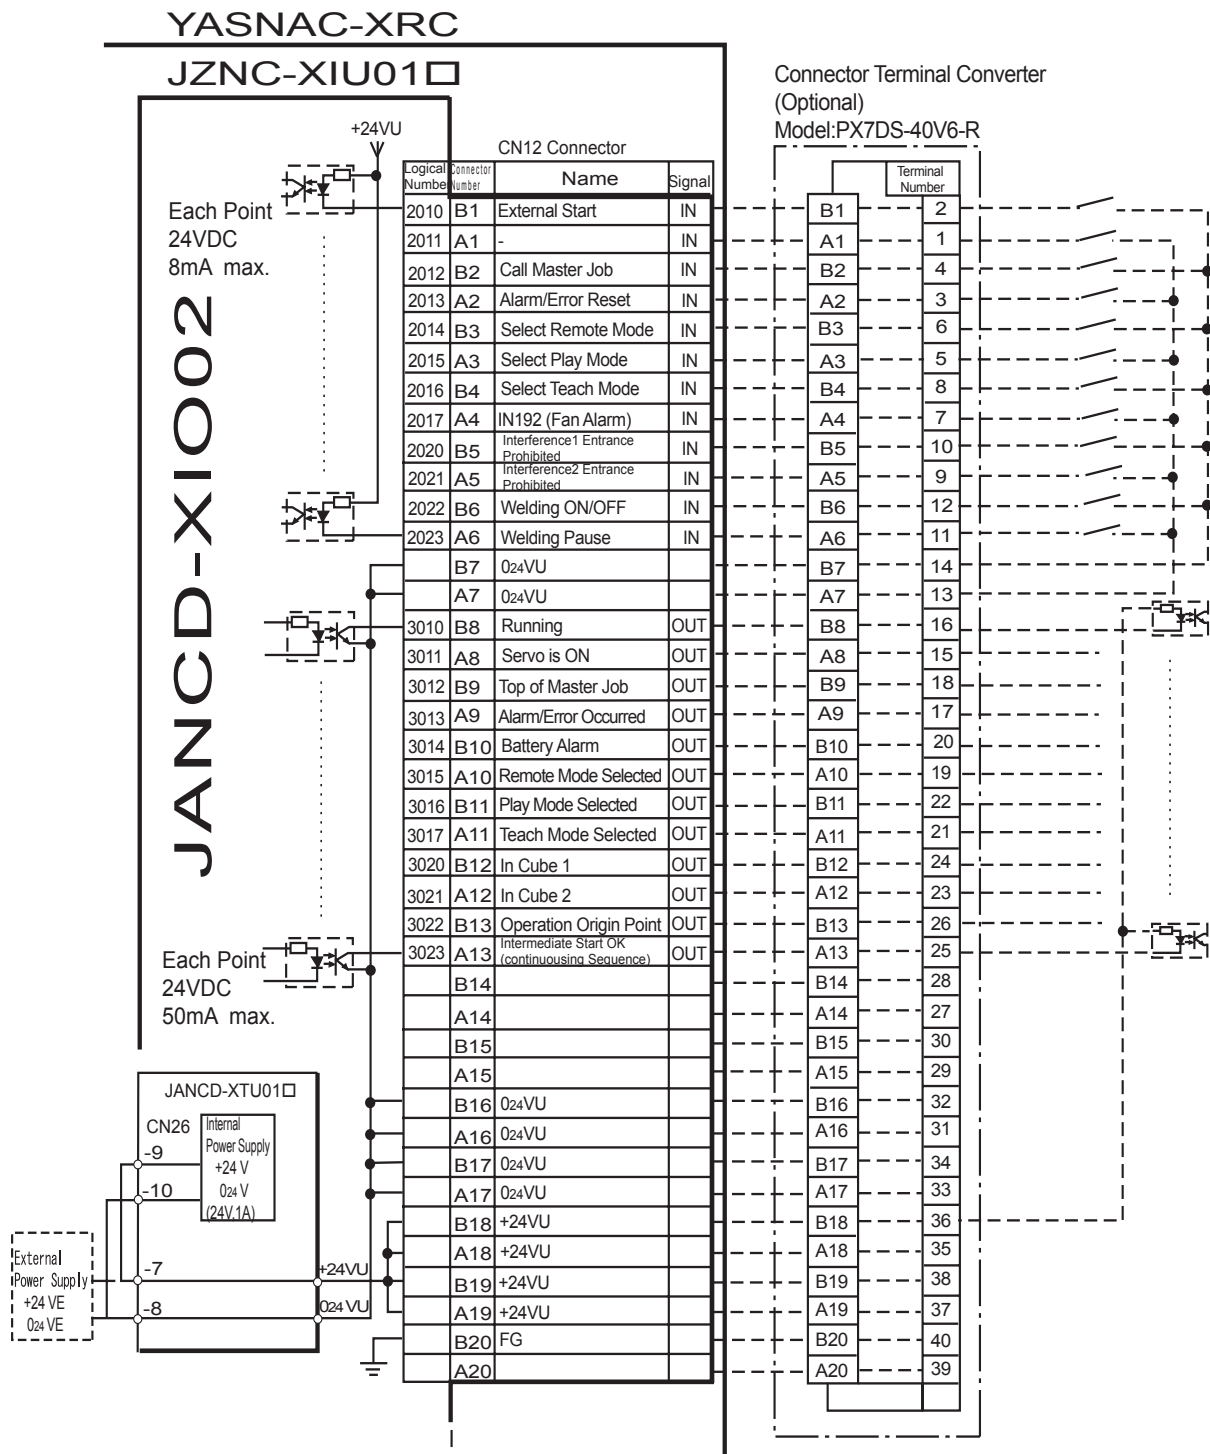 YASNAC-XRC
JZNC-XIU01□
Connector Terminal Converter
(Optional)
Model:PX7DS-40V6-R
+24VU
CN12 Connector
Logical Number Connector Number Name Signal
Terminal Number
Each Point
24VDC
8mA max.
JANCD-XIO02
2010 B1 External Start IN B1 2
2011 A1 - IN A1 1
2012 B2 Call Master Job IN B2 4
2013 A2 Alarm/Error Reset IN A2 3
2014 B3 Select Remote Mode IN B3 6
2015 A3 Select Play Mode IN A3 5
2016 B4 Select Teach Mode IN B4 8
2017 A4 IN192 (Fan Alarm) IN A4 7
2020 B5 Interference1 Entrance Prohibited IN B5 10
2021 A5 Interference2 Entrance Prohibited IN A5 9
2022 B6 Welding ON/OFF IN B6 12
2023 A6 Welding Pause IN A6 11
B7 024VU B7 14
A7 024VU A7 13
3010 B8 Running OUT B8 16
3011 A8 Servo is ON OUT A8 15
3012 B9 Top of Master Job OUT B9 18
3013 A9 Alarm/Error Occurred OUT A9 17
3014 B10 Battery Alarm OUT B10 20
3015 A10 Remote Mode Selected OUT A10 19
3016 B11 Play Mode Selected OUT B11 22
3017 A11 Teach Mode Selected OUT A11 21
3020 B12 In Cube 1 OUT B12 24
3021 A12 In Cube 2 OUT A12 23
3022 B13 Operation Origin Point OUT B13 26
3023 A13 Intermediate Start OK (continuousing Sequence) OUT A13 25
Each Point
24VDC
50mA max.
B14 B14 28
A14 A14 27
B15 B15 30
A15 A15 29
B16 024VU B16 32
A16 024VU A16 31
B17 024VU B17 34
A17 024VU A17 33
B18 +24VU B18 36
A18 +24VU A18 35
B19 +24VU B19 38
A19 +24VU A19 37
B20 FG B20 40
A20 A20 39
JANCD-XTU01□
CN26
Internal
Power Supply
+24 V
024 V
(24V,1A)
-9
-10
-7
-8
+24VU
024 VU
External
Power Supply
+24 VE
024 VE